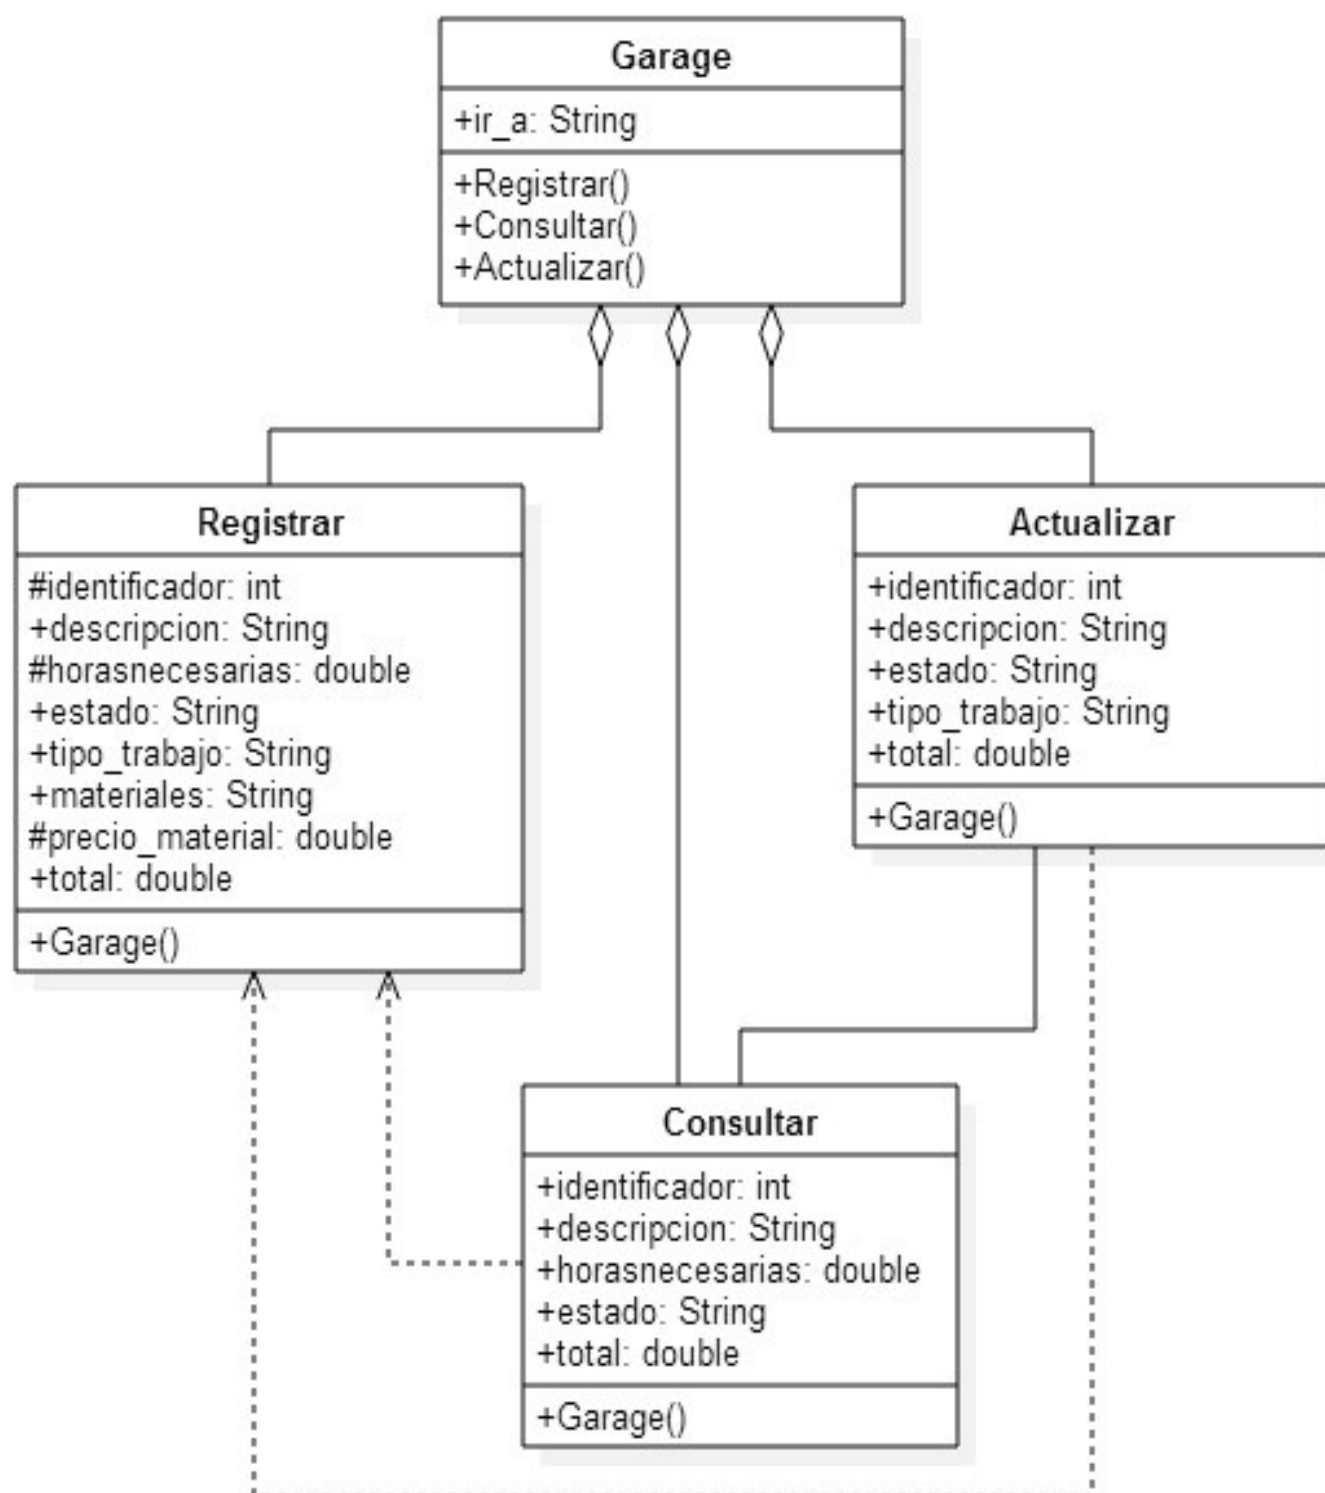 Garage
+ir_a: String
+Registrar()
+Consultar()
+Actualizar()
Registrar
#identificador: int
+descripcion: String
#horasnecesarias: double
+estado: String
+tipo_trabajo: String
+materiales: String
#precio_material: double
+total: double
+Garage()
Actualizar
+identificador: int
+descripcion: String
+estado: String
+tipo_trabajo: String
+total: double
+Garage()
Consultar
+identificador: int
+descripcion: String
+horasnecesarias: double
+estado: String
+total: double
+Garage()